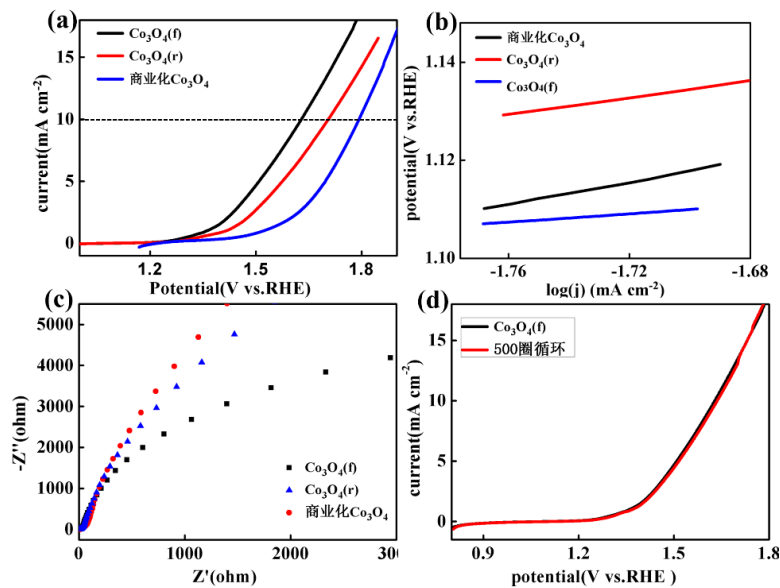 (a)
Co₃O₄(f)
Co₃O₄(r)
商业化Co₃O₄
current(mA cm⁻²)
15
10
5
0
1.2
1.5
1.8
Potential(V vs.RHE)
(b)
商业化Co₃O₄
Co₃O₄(r)
Co₃O₄(f)
potential(V vs.RHE)
1.14
1.12
1.10
-1.76
-1.72
-1.68
log(j) (mA cm⁻²)
(c)
-Z''(ohm)
5000
4000
3000
2000
1000
0
Co₃O₄(f)
Co₃O₄(r)
商业化Co₃O₄
0
1000
2000
300
Z'(ohm)
(d)
Co₃O₄(f)
500圈循环
current(mA cm⁻²)
15
10
5
0
0.9
1.2
1.5
1.8
potential(V vs.RHE )